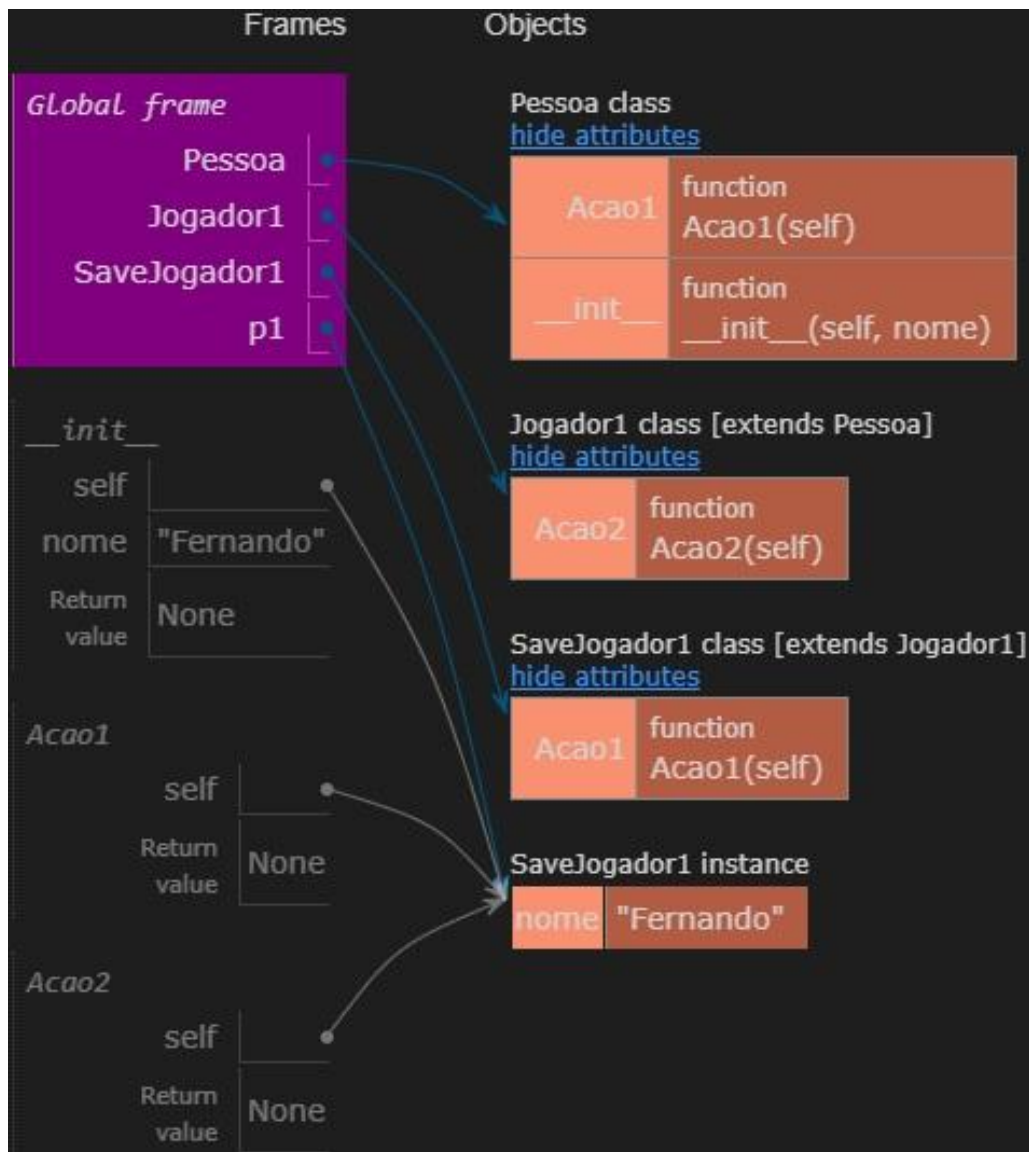 Frames
Objects
Global frame
Pessoa
Jogador1
SaveJogador1
p1
__init__
self
nome "Fernando"
Return
value
None
Acao1
self
Return
value
None
Acao2
self
Return
value
None
Pessoa class
hide attributes
Acao1
function
Acao1(self)
__init__
function
__init__(self, nome)
Jogador1 class [extends Pessoa]
hide attributes
Acao2
function
Acao2(self)
SaveJogador1 class [extends Jogador1]
hide attributes
Acao1
function
Acao1(self)
SaveJogador1 instance
nome "Fernando"